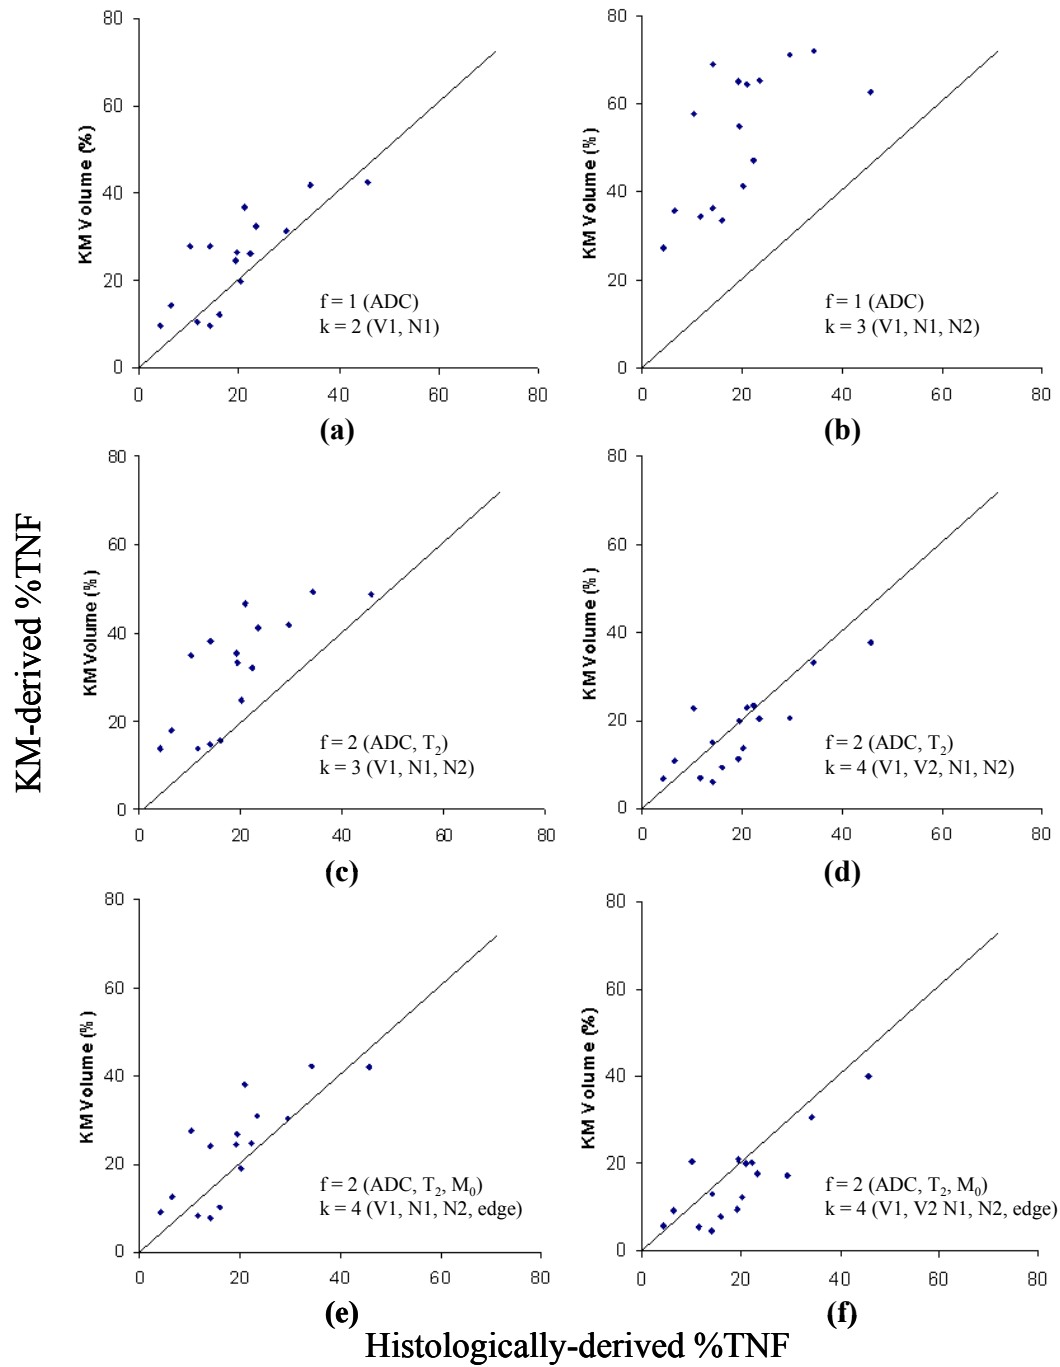 KM-derived %TNF
80
60
40
20
0
KM Volume (%)
f = 1 (ADC)
k = 2 (V1, N1)
0 20 40 60 80
(a)
80
60
40
20
0
KM Volume (%)
f = 1 (ADC)
k = 3 (V1, N1, N2)
0 20 40 60 80
(b)
80
60
40
20
0
KM Volume (%)
f = 2 (ADC, T₂)
k = 3 (V1, N1, N2)
0 20 40 60 80
(c)
80
60
40
20
0
KM Volume (%)
f = 2 (ADC, T₂)
k = 4 (V1, V2, N1, N2)
0 20 40 60 80
(d)
80
60
40
20
0
KM Volume (%)
f = 2 (ADC, T₂, M₀)
k = 4 (V1, N1, N2, edge)
0 20 40 60 80
(e)
80
60
40
20
0
KM Volume (%)
f = 2 (ADC, T₂, M₀)
k = 4 (V1, V2 N1, N2, edge)
0 20 40 60 80
(f)
Histologically-derived %TNF